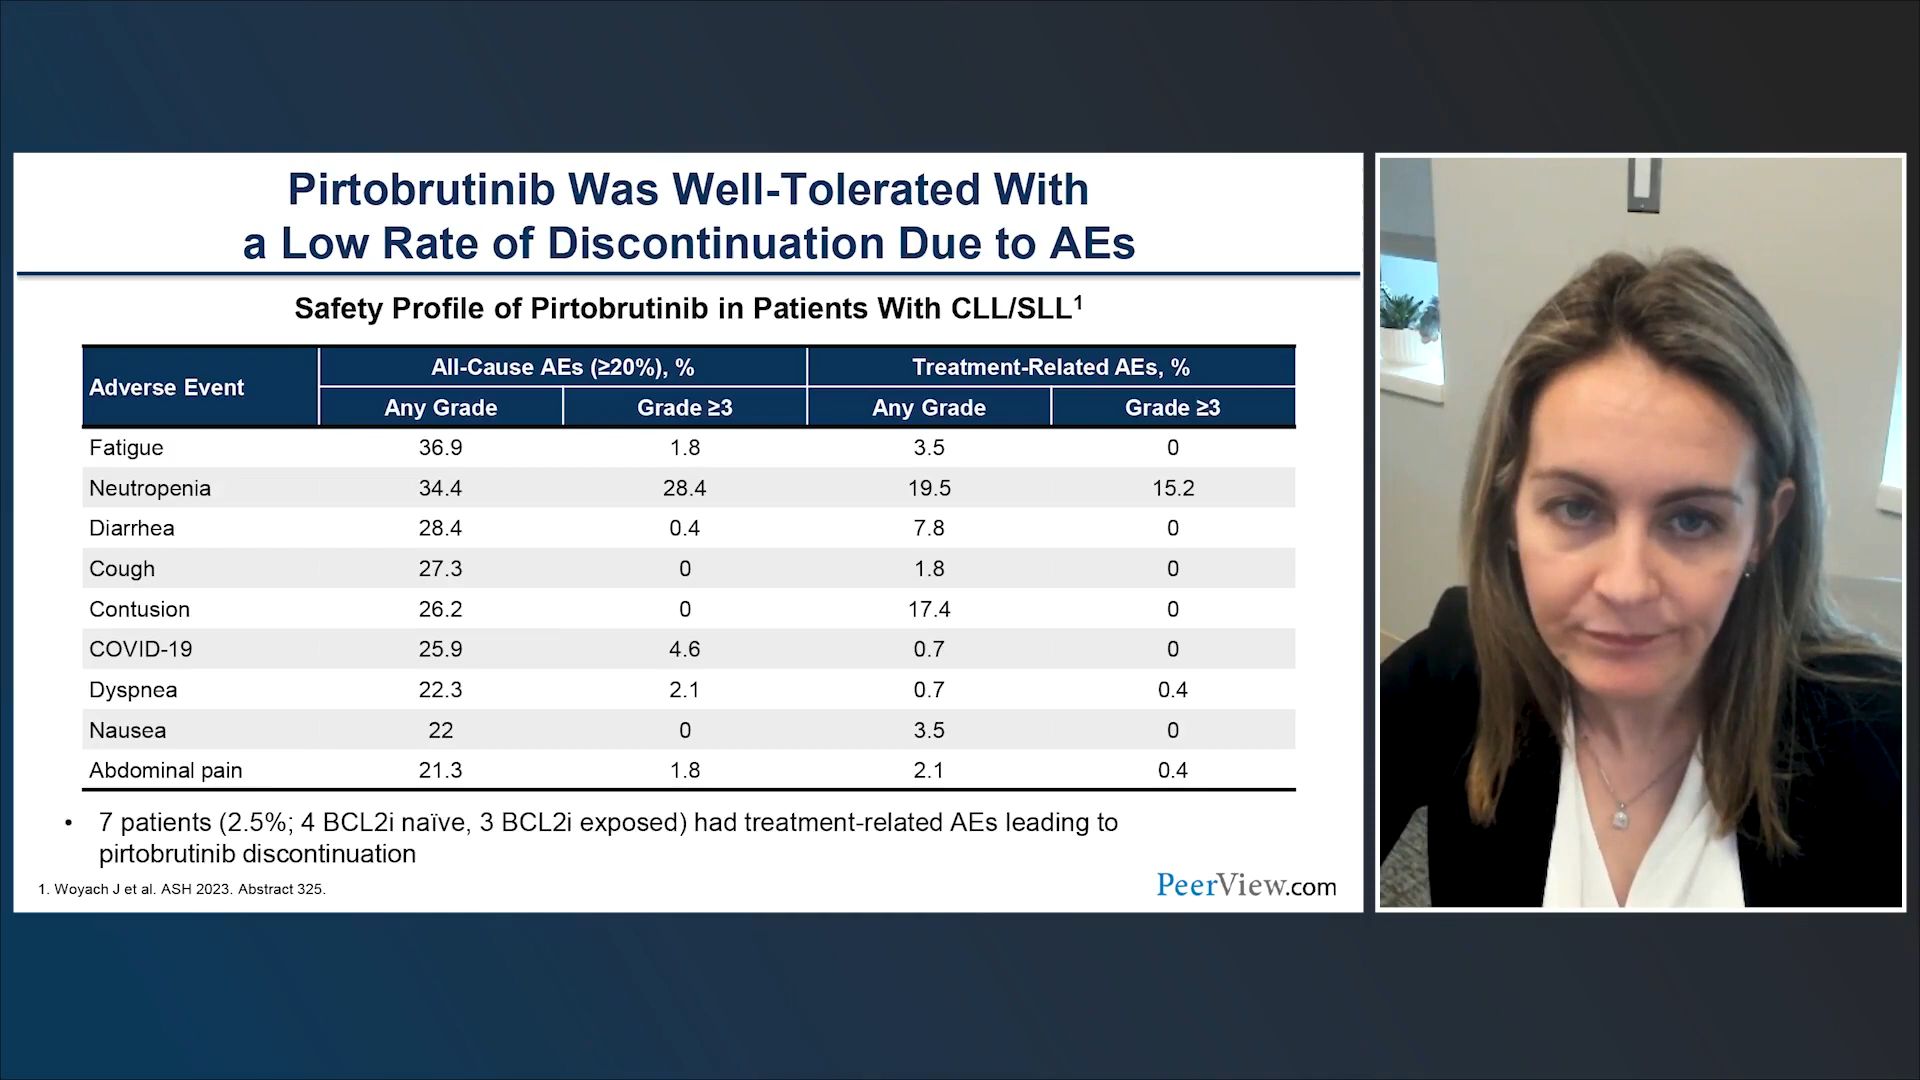 Pirtobrutinib Was Well-Tolerated With
a Low Rate of Discontinuation Due to AEs
Safety Profile of Pirtobrutinib in Patients With CLL/SLL1
Adverse Event
All-Cause AEs (≥20%), %
Treatment-Related AEs, %
Any Grade Grade ≥3 Any Grade Grade ≥3
Fatigue 36.9 1.8 3.5 0
Neutropenia 34.4 28.4 19.5 15.2
Diarrhea 28.4 0.4 7.8 0
Cough 27.3 0 1.8 0
Contusion 26.2 0 17.4 0
COVID-19 25.9 4.6 0.7 0
Dyspnea 22.3 2.1 0.7 0.4
Nausea 22 0 3.5 0
Abdominal pain 21.3 1.8 2.1 0.4
• 7 patients (2.5%; 4 BCL2i naïve, 3 BCL2i exposed) had treatment-related AEs leading to
pirtobrutinib discontinuation
1. Woyach J et al. ASH 2023. Abstract 325.
PeerView.com